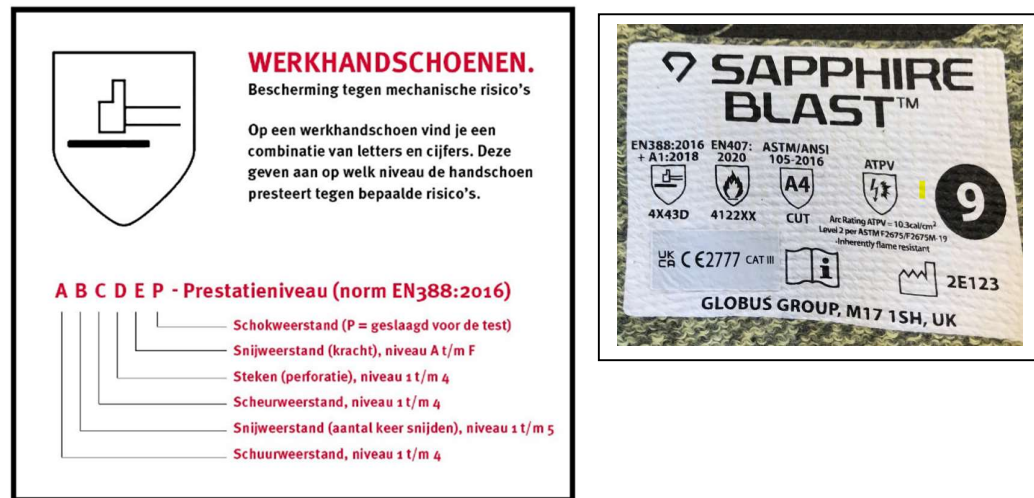 WERKHANDSCHOENEN.
Bescherming tegen mechanische risico's
Op een werkhandschoen vind je een
combinatie van letters en cijfers. Deze
geven aan op welk niveau de handschoen
presteert tegen bepaalde risico's.
A B C D E P - Prestatieniveau (norm EN388:2016)
Schokweerstand (P = geslaagd voor de test)
Snijweerstand (kracht), niveau A t/m F
Steken (perforatie), niveau 1 t/m 4
Scheurweerstand, niveau 1 t/m 4
Snijweerstand (aantal keer snijden), niveau 1 t/m 5
Schuurweerstand, niveau 1 t/m 4
SAPPHIRE
BLAST™
EN388:2016 EN407: ASTM/ANSI
+ A1:2018 2020 105-2016 ATPV
A4
9
4X43D 4122XX CUT
Arc Rating ATPV = 10.3cal/cm²
Level 2 per ASTM F2675/F2675M-19
-Inherently flame resistant
UK CA CE2777 CAT III
i
2E123
GLOBUS GROUP, M17 1SH, UK